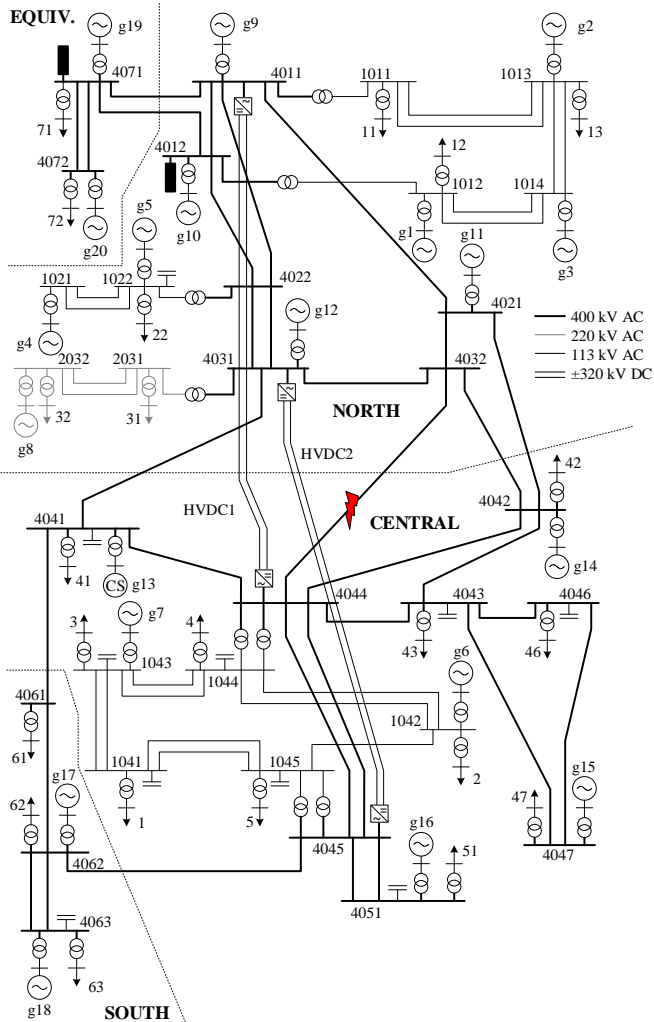 EQUIV.
g19
g9
g2
4071
4011
1011
1013
71
4072
72
g20
4012
g10
g5
11
13
12
1012
1014
g1
g11
g3
1021
1022
4022
g4
22
g12
4021
2032
2031
4031
4032
32
31
g8
400 kV AC
220 kV AC
113 kV AC
±320 kV DC
NORTH
HVDC2
HVDC1
CENTRAL
42
4042
g14
4041
41
CS
g13
4044
4043
4046
43
46
3
g7
4
1043
1044
g6
1042
2
4061
61
1041
1045
1
5
g17
62
4062
4045
g16
51
4051
47
g15
4047
4063
g18
63
SOUTH